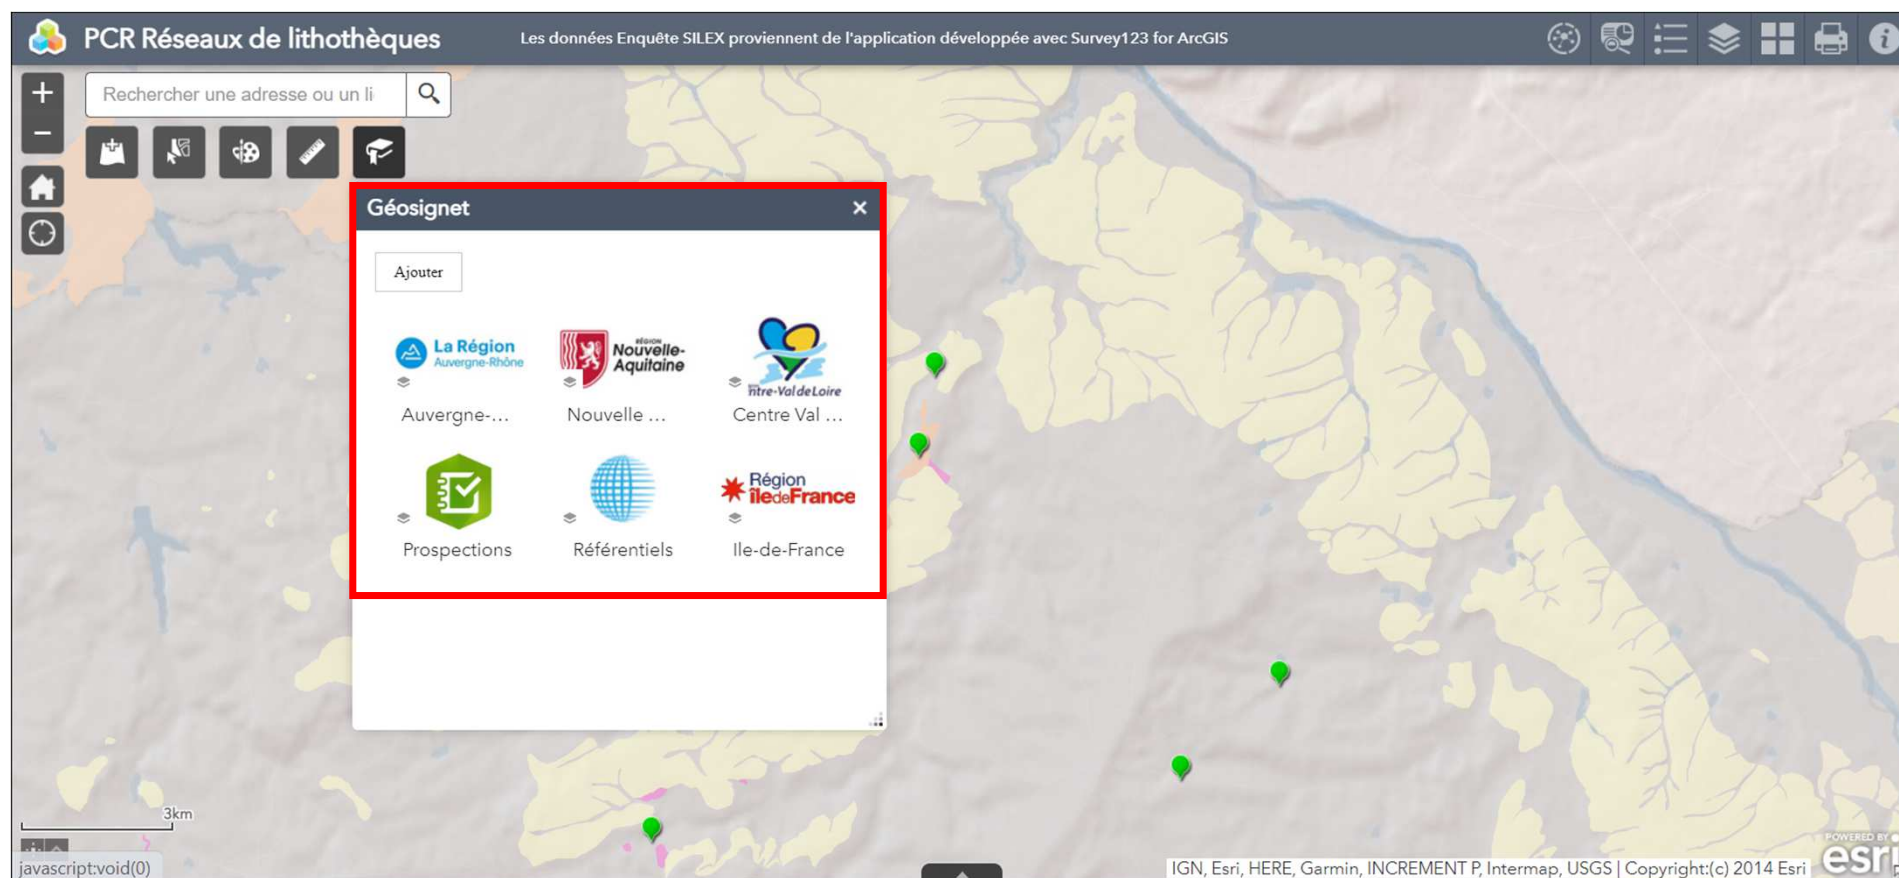 PCR Réseaux de lithothèques
Les données Enquête SILEX proviennent de l'application développée avec Survey123 for ArcGIS
Rechercher une adresse ou un li
Géosignet
Ajouter
La Région
Auvergne-Rhône
RÉGION
Nouvelle-
Aquitaine
ntre-Val de Loire
Auvergne-...
Nouvelle ...
Centre Val ...
Région
îledeFrance
Prospections
Référentiels
Ile-de-France
3km
javascript:void(0)
IGN, Esri, HERE, Garmin, INCREMENT P, Intermap, USGS | Copyright:(c) 2014 Esri
POWERED BY
esri